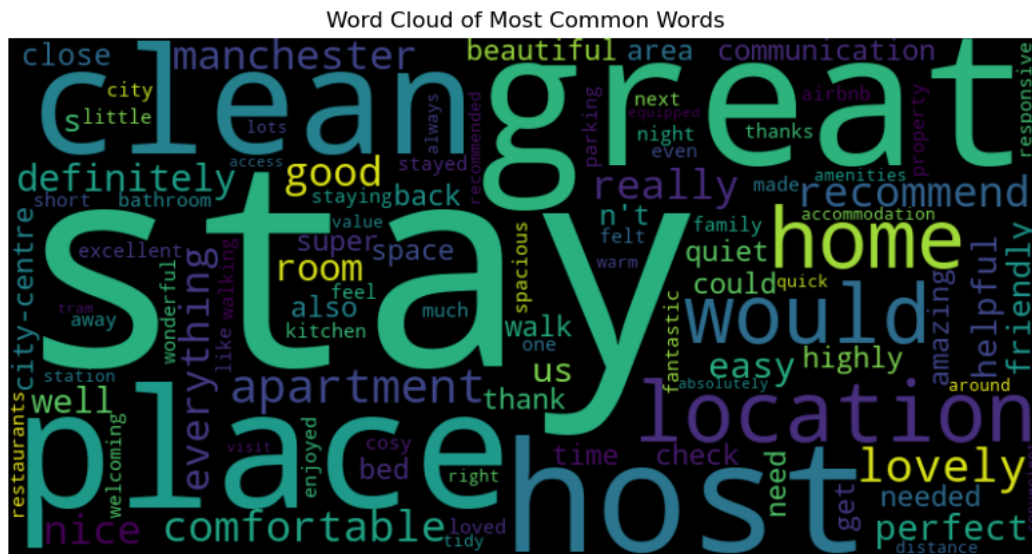 Word Cloud of Most Common Words
close
manchester
beautiful
area
communication
city
clean
great
next
airbnb
responsive
s
little
lots
always
recommended
equipped
parking
night
thanks
property
even
access
stayed
definitely
good
really
made
amenities
recommend
short
bathroom
staying
back
n't
value
accommodation
stay
felt
family
home
excellent
super
space
quiet
warm
city-centre
wonderful
everything
room
feel
like
walking
also
much
spacious
could
quick
would
helpful
friendly
tram
away
kitchen
walk
one
fantastic
amazing
station
us
easy
highly
apartment
thank
absolutely
around
well
restaurants
welcoming
place
location
visit
enjoyed
cosy
bed
right
host
time
check
need
get
lovely
needed
nice
comfortable
loved
tidy
perfect
distance